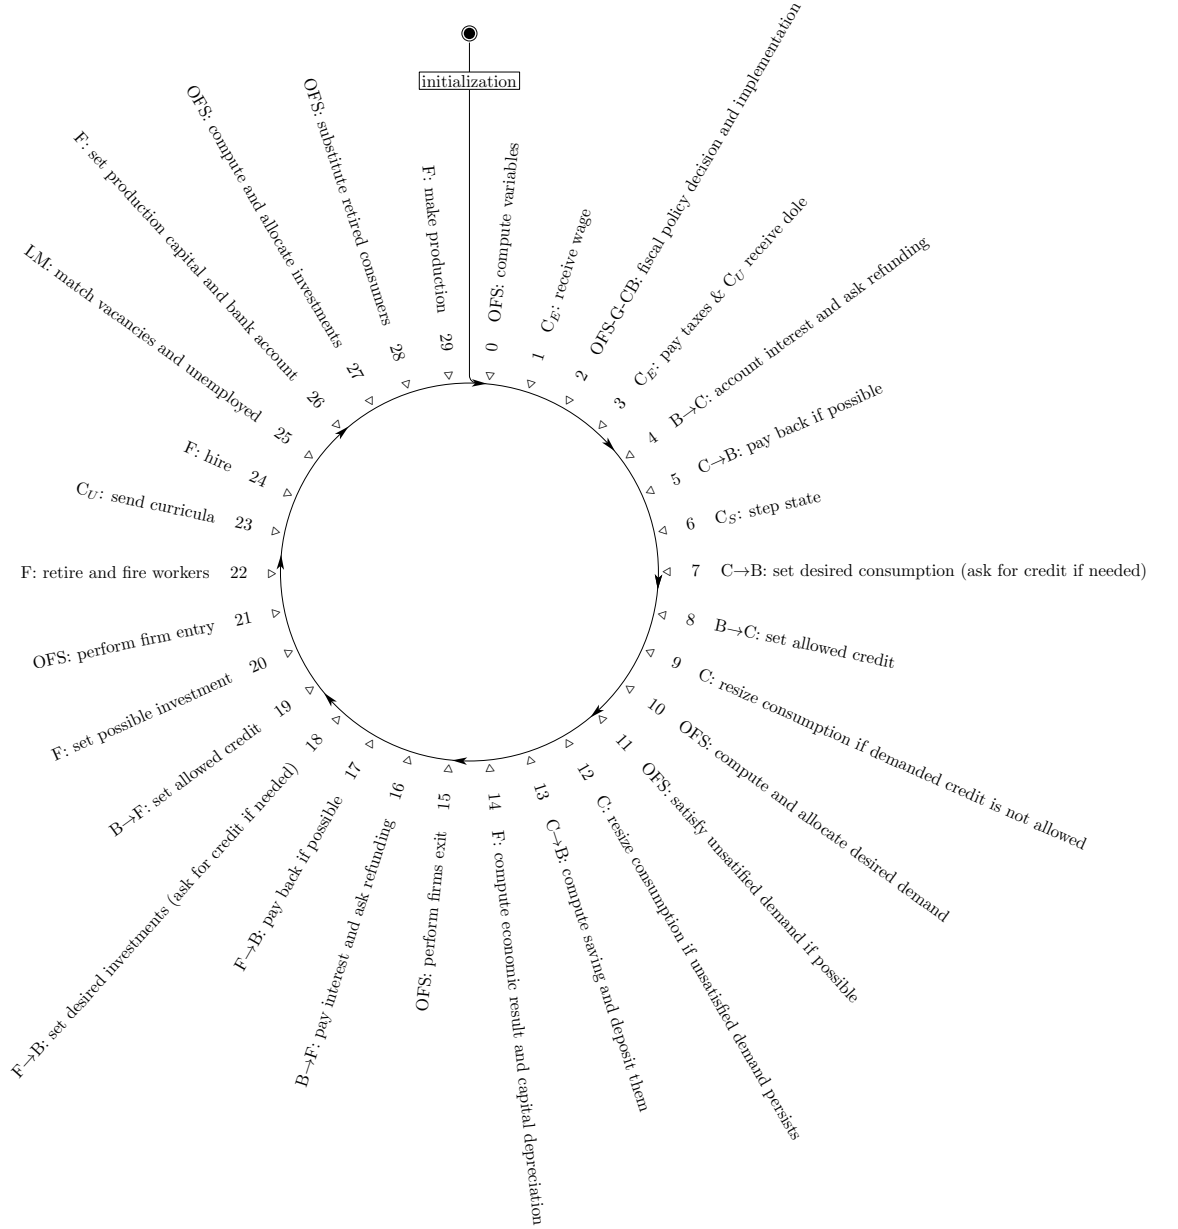 initialization
0 OFS: compute variables
1 C_E: receive wage
2 OFS-G-CB: fiscal policy decision and implementation
3 C_E: pay taxes & C_U receive dole
4 B→C: account interest and ask refunding
5 C→B: pay back if possible
6 C_S: step state
7 C→B: set desired consumption (ask for credit if needed)
8 B→C: set allowed credit
9 C: resize consumption if demanded credit is not allowed
10 OFS: compute and allocate desired demand
11 OFS: satisfy unsatified demand if possible
12 C: resize consumption if unsatisfied demand persists
13 C→B: compute saving and deposit them
14 F: compute economic result and capital depreciation
15 OFS: perform firms exit
16 B→F: pay interest and ask refunding
17 F→B: pay back if possible
18 F→B: set desired investments (ask for credit if needed)
19 B→F: set allowed credit
20 F: set possible investment
21 OFS: perform firm entry
22 F: retire and fire workers
23 C_U: send curricula
24 F: hire
25 LM: match vacancies and unemployed
26 F: set production capital and bank account
27 OFS: compute and allocate investments
28 OFS: substitute retired consumers
29 F: make production